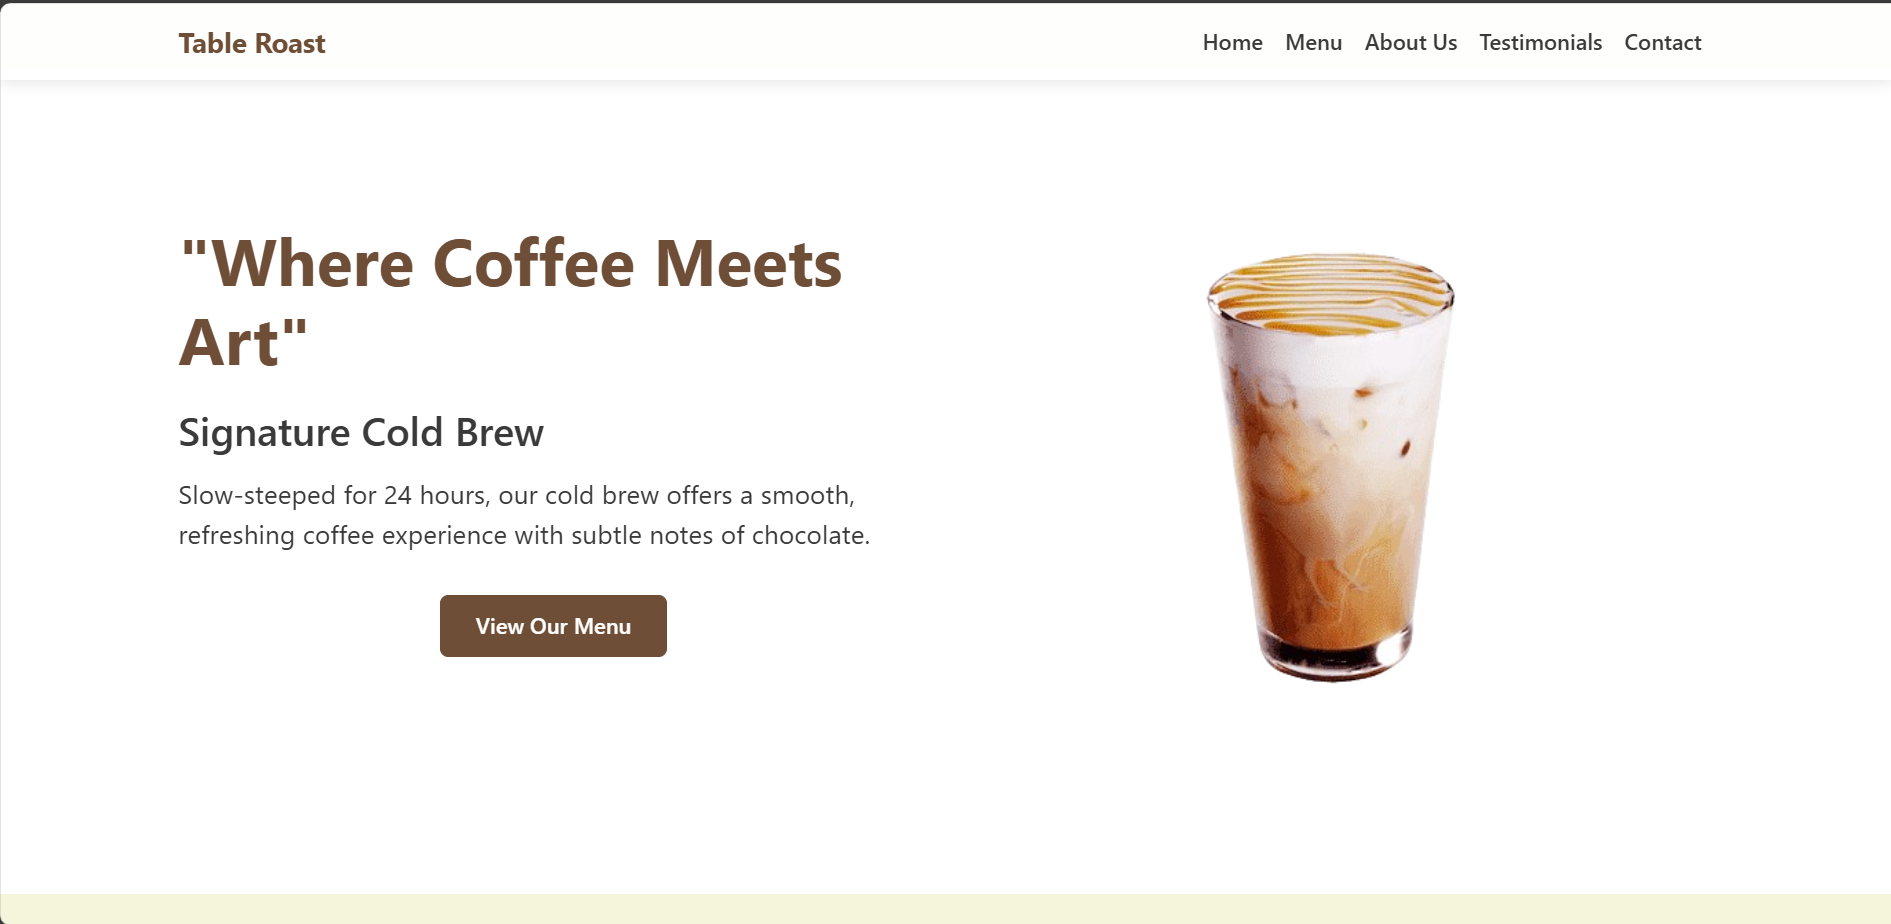 Table Roast
Home Menu About Us Testimonials Contact
"Where Coffee Meets
Art"
Signature Cold Brew
Slow-steeped for 24 hours, our cold brew offers a smooth,
refreshing coffee experience with subtle notes of chocolate.
View Our Menu